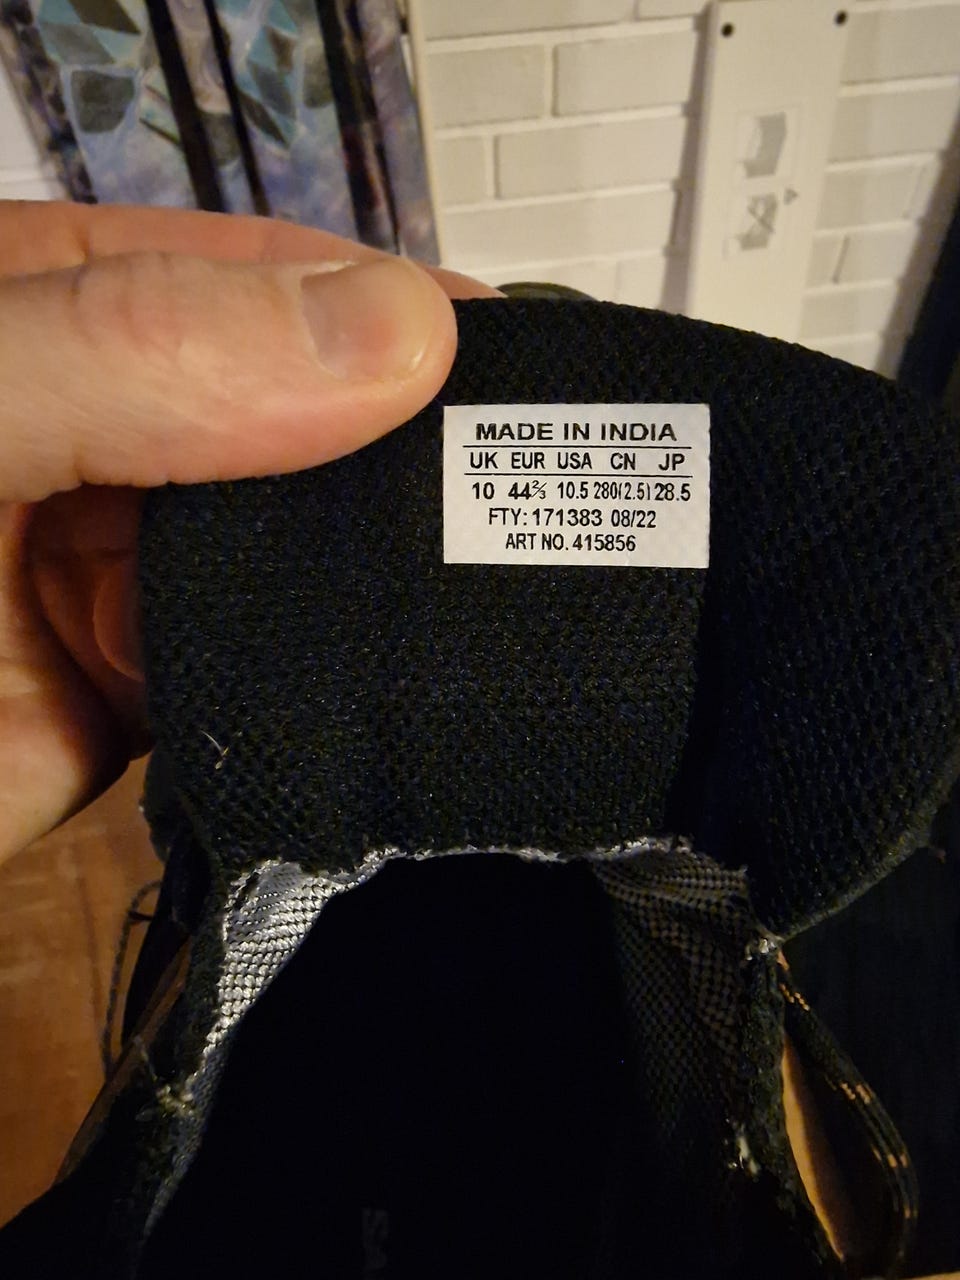 MADE IN INDIA
UK EUR USA CN JP
10 44⅔ 10.5 280(2.5) 28.5
FTY: 171383 08/22
ART NO. 415856